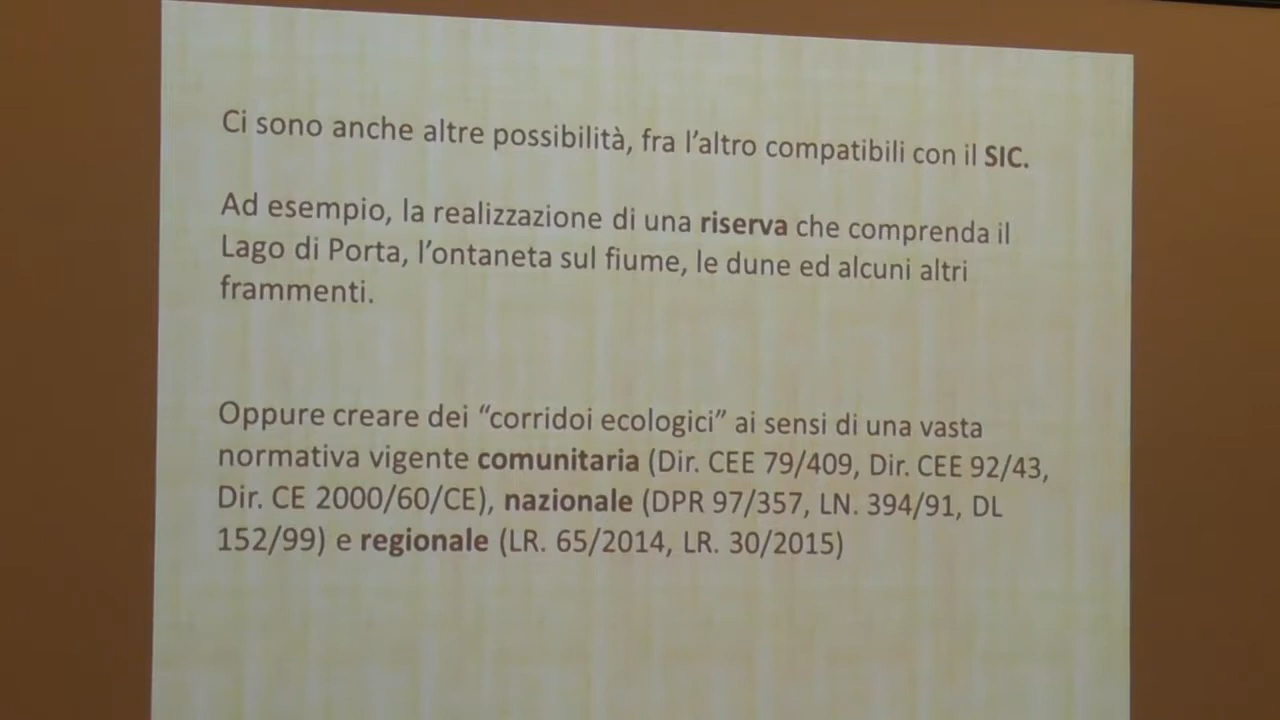 Ci sono anche altre possibilità, fra l’altro compatibili con il SIC.
Ad esempio, la realizzazione di una riserva che comprenda il
Lago di Porta, l’ontaneta sul fiume, le dune ed alcuni altri
frammenti.
Oppure creare dei “corridoi ecologici” ai sensi di una vasta
normativa vigente comunitaria (Dir. CEE 79/409, Dir. CEE 92/43,
Dir. CE 2000/60/CE), nazionale (DPR 97/357, LN. 394/91, DL
152/99) e regionale (LR. 65/2014, LR. 30/2015)